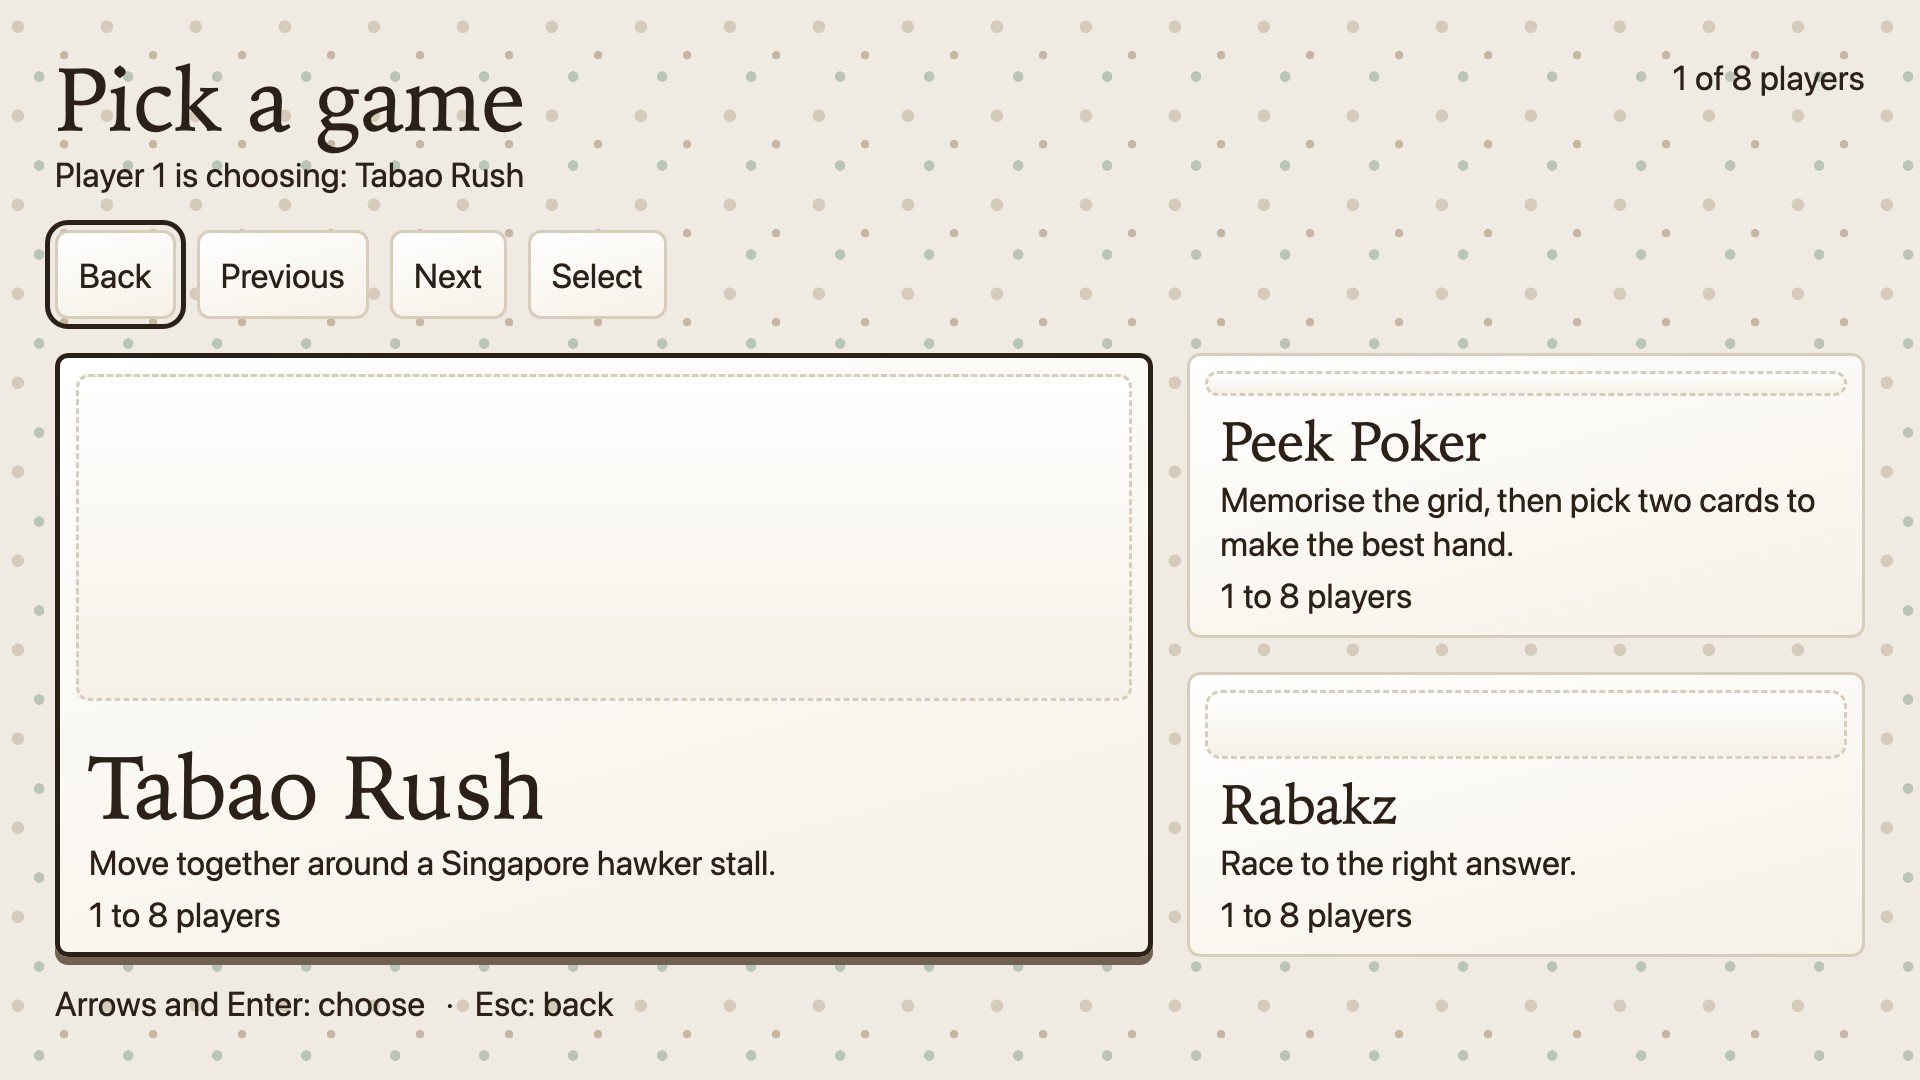 Pick a game
1 of 8 players
Player 1 is choosing: Tabao Rush
Back
Previous
Next
Select
Tabao Rush
Move together around a Singapore hawker stall.
1 to 8 players
Peek Poker
Memorise the grid, then pick two cards to
make the best hand.
1 to 8 players
Rabakz
Race to the right answer.
1 to 8 players
Arrows and Enter: choose · Esc: back